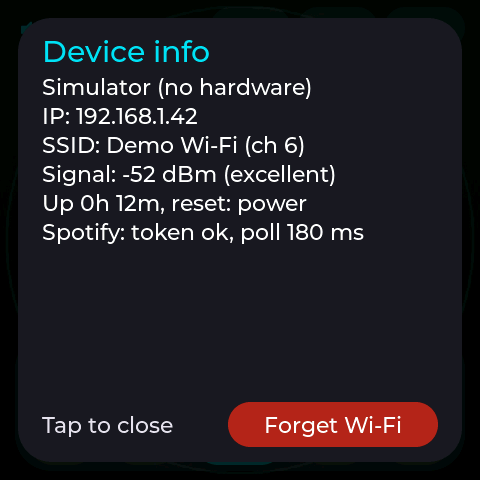 Device info
Simulator (no hardware)
IP: 192.168.1.42
SSID: Demo Wi-Fi (ch 6)
Signal: -52 dBm (excellent)
Up 0h 12m, reset: power
Spotify: token ok, poll 180 ms
Tap to close
Forget Wi-Fi